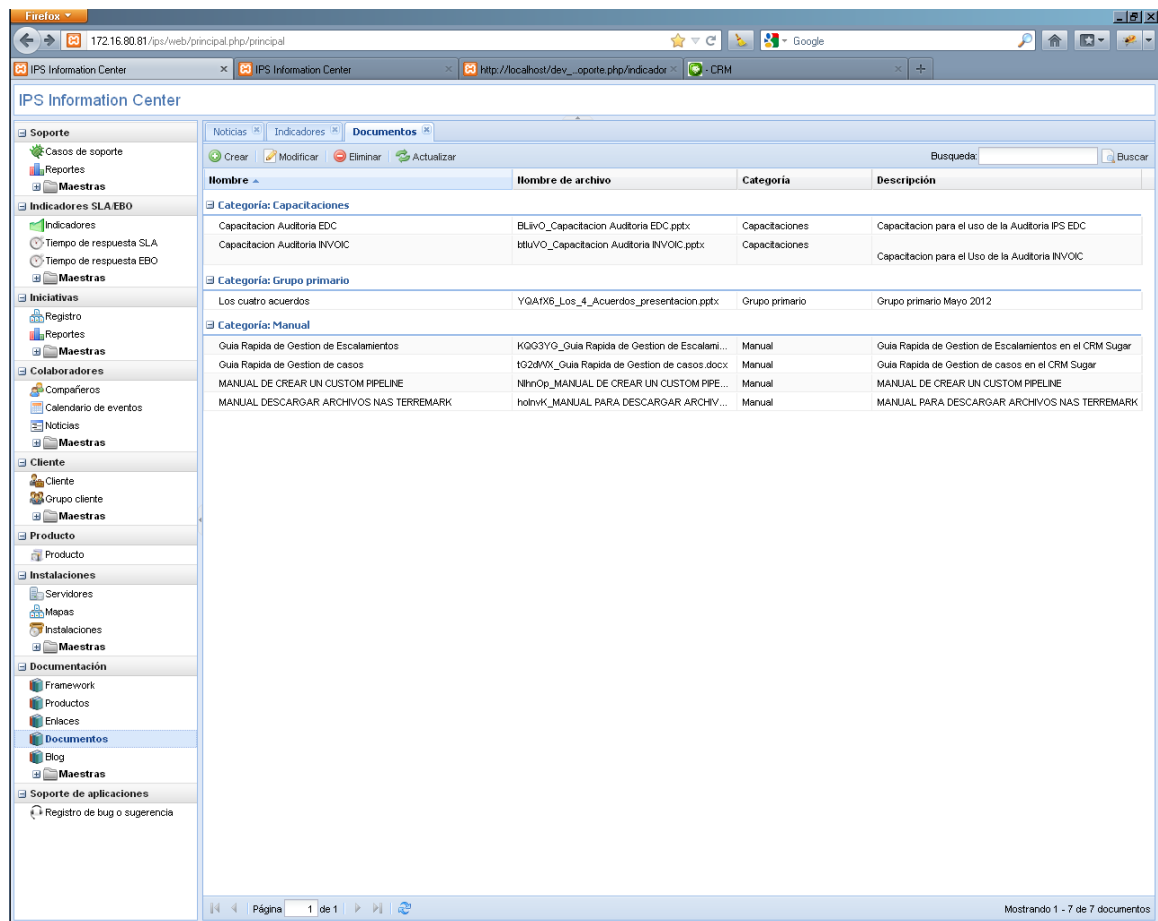 Firefox
172.16.80.81/ips/web/principal.php/principal
Google
IPS Information Center
IPS Information Center
http://localhost/dev_...oporte.php/indicador
- CRM
IPS Information Center
Soporte
Casos de soporte
Reportes
Maestras
Indicadores SLA/EBO
Indicadores
Tiempo de respuesta SLA
Tiempo de respuesta EBO
Maestras
Iniciativas
Registro
Reportes
Maestras
Colaboradores
Compañeros
Calendario de eventos
Noticias
Maestras
Cliente
Cliente
Grupo cliente
Maestras
Producto
Producto
Instalaciones
Servidores
Mapas
Instalaciones
Maestras
Documentación
Framework
Productos
Enlaces
Documentos
Blog
Maestras
Soporte de aplicaciones
Registro de bug o sugerencia
Noticias Indicadores Documentos
Crear Modificar Eliminar Actualizar Busqueda: Buscar
Nombre Nombre de archivo Categoría Descripción
Categoría: Capacitaciones
Capacitacion Auditoria EDC BLiivO_Capacitacion Auditoria EDC.pptx Capacitaciones Capacitacion para el uso de la Auditoria IPS EDC
Capacitacion Auditoria INVOIC btluVO_Capacitacion Auditoria INVOIC.pptx Capacitaciones
Capacitacion para el Uso de la Auditoria INVOIC
Categoría: Grupo primario
Los cuatro acuerdos YQAfX6_Los_4_Acuerdos_presentacion.pptx Grupo primario Grupo primario Mayo 2012
Categoría: Manual
Guia Rapida de Gestion de Escalamientos KQG3YG_Guia Rapida de Gestion de Escalami... Manual Guia Rapida de Gestion de Escalamientos en el CRM Sugar
Guia Rapida de Gestion de casos tG2dWX_Guia Rapida de Gestion de casos.docx Manual Guia Rapida de Gestion de casos en el CRM Sugar
MANUAL DE CREAR UN CUSTOM PIPELINE NlhnOp_MANUAL DE CREAR UN CUSTOM PIPE... Manual MANUAL DE CREAR UN CUSTOM PIPELINE
MANUAL DESCARGAR ARCHIVOS NAS TERREMARK holnvK_MANUAL PARA DESCARGAR ARCHIV... Manual MANUAL PARA DESCARGAR ARCHIVOS NAS TERREMARK
Página 1 de 1
Mostrando 1 - 7 de 7 documentos